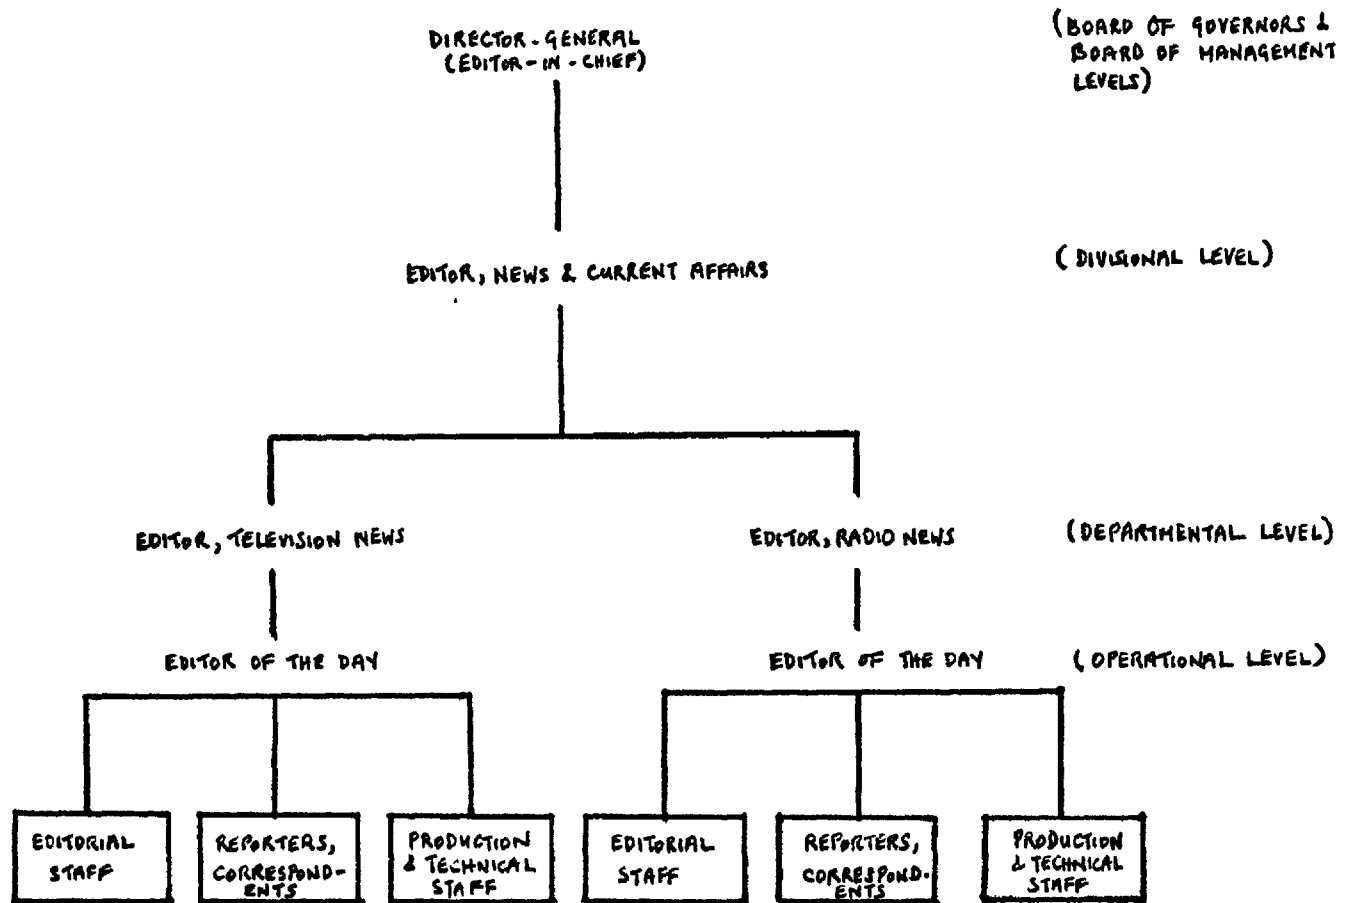 DIRECTOR-GENERAL
(EDITOR-IN-CHIEF)
(BOARD OF GOVERNORS &
BOARD OF MANAGEMENT
LEVELS)
EDITOR, NEWS & CURRENT AFFAIRS
(DIVISIONAL LEVEL)
EDITOR, TELEVISION NEWS
EDITOR, RADIO NEWS
(DEPARTMENTAL LEVEL)
EDITOR OF THE DAY
EDITOR OF THE DAY
(OPERATIONAL LEVEL)
EDITORIAL
STAFF
REPORTERS,
CORRESPOND-
ENTS
PRODUCTION
& TECHNICAL
STAFF
EDITORIAL
STAFF
REPORTERS,
CORRESPOND-
ENTS
PRODUCTION
& TECHNICAL
STAFF